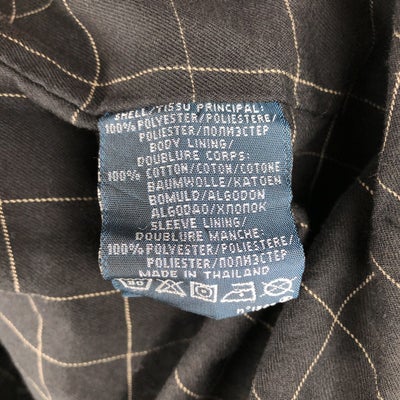 SHELL/TISSU PRINCIPAL:
100% POLYESTER/POLIESTERE/
POLIESTER/ПОЛИЭСТЕР
BODY LINING/
DOUBLURE CORPS:
100% COTTON/COTON/COTONE
BAUMWOLLE/KATOEN
BOMULD/ALGODON
ALGODAO/ХЛОПОК
SLEEVE LINING/
DOUBLURE MANCHE:
100% POLYESTER/POLIESTERE/
POLIESTER/ПОЛИЭСТЕР
MADE IN THAILAND